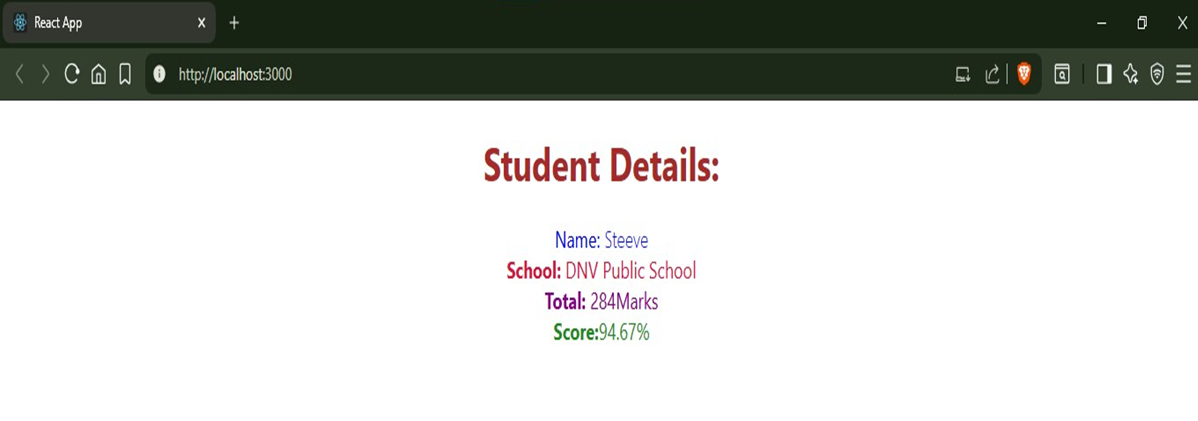 React App
http://localhost:3000
Student Details:
Name: Steeve
School: DNV Public School
Total: 284Marks
Score:94.67%